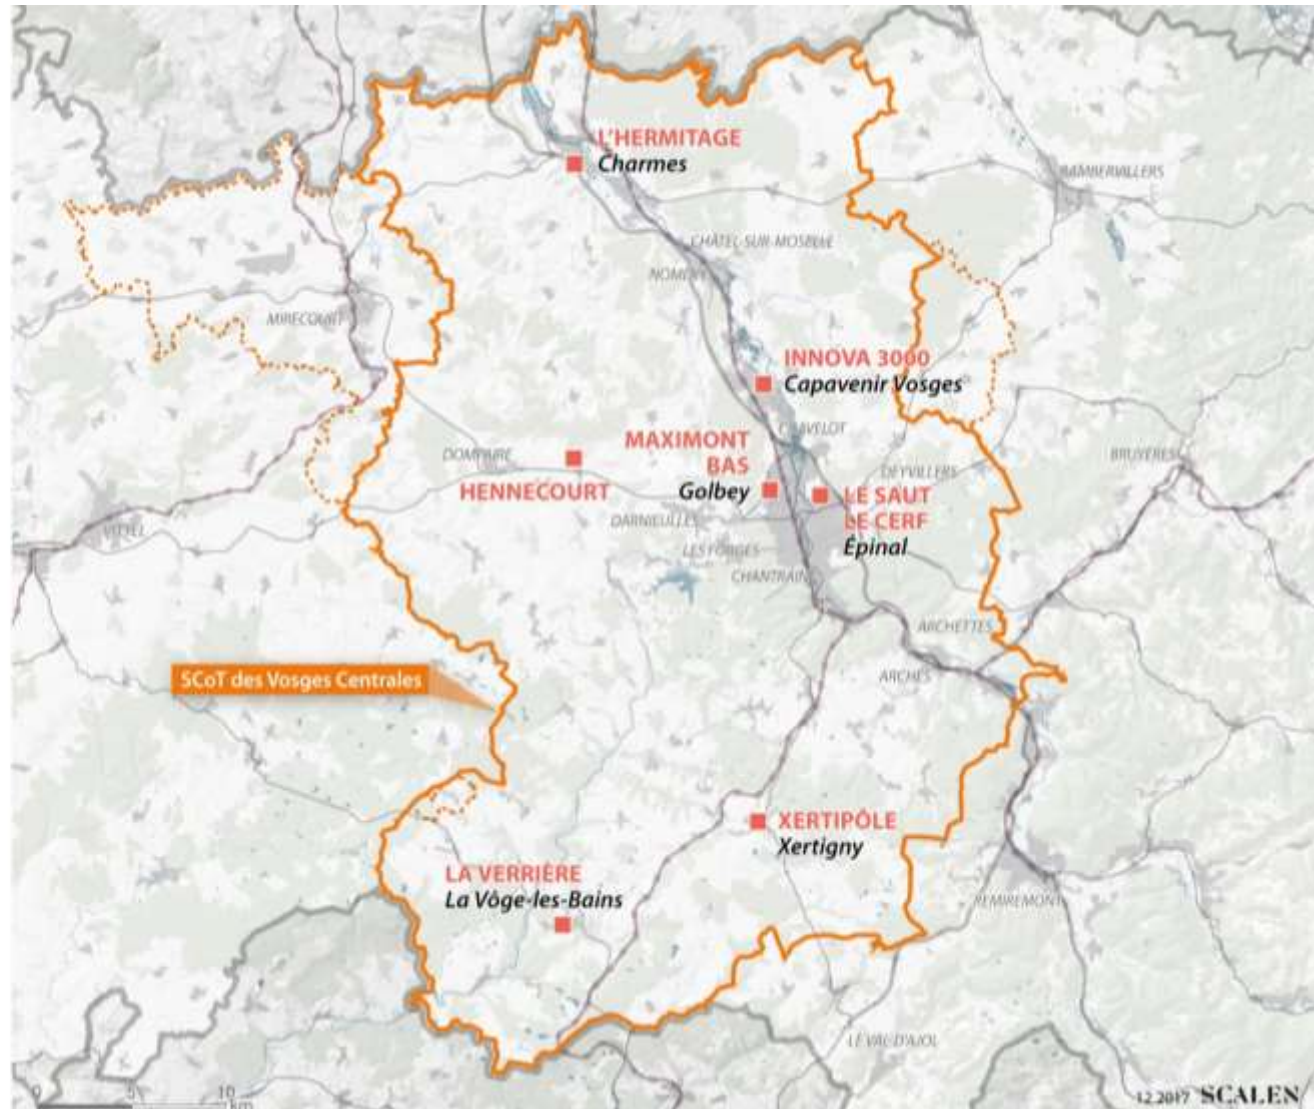 L'HERMITAGE
Charmes
RAMBERVILLERS
CHÂTEL-SUR-MOSELLE
NOMEXY
MIRECOURT
INNOVA 3000
Capavenir Vosges
CHAVELOT
MAXIMONT
BAS
Golbey
DOMPAIRE
HENNECOURT
DEYVILLERS
BRUYÈRES
LE SAUT
LE CERF
Épinal
DARNIEULLES
VITTEL
LES FORGES
CHANTRAINE
ARCHETTES
SCoT des Vosges Centrales
ARCHES
XERTIPÔLE
Xertigny
LA VERRIÈRE
La Vôge-les-Bains
REMIREMONT
LE VAL-D'AJOL
0 5 10
km
12.2017 SCALEN